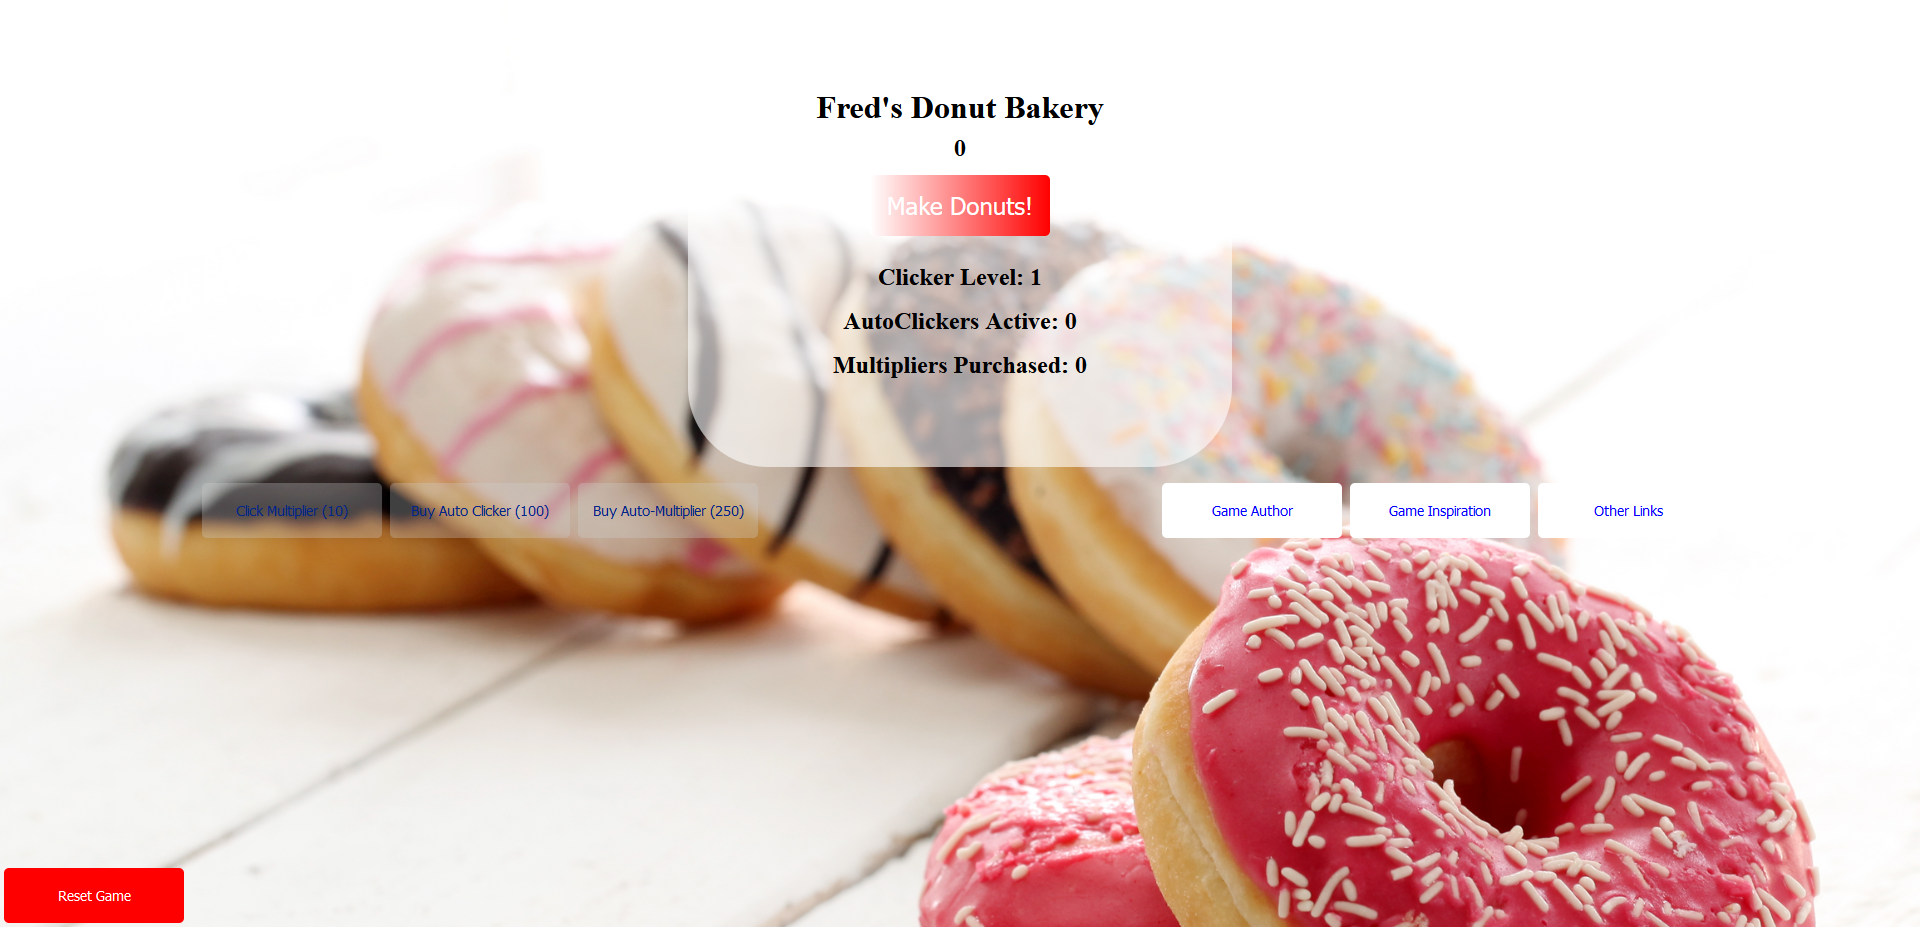 Fred's Donut Bakery
0
Make Donuts!
Clicker Level: 1
AutoClickers Active: 0
Multipliers Purchased: 0
Click Multiplier (10)
Buy Auto Clicker (100)
Buy Auto-Multiplier (250)
Game Author
Game Inspiration
Other Links
Reset Game